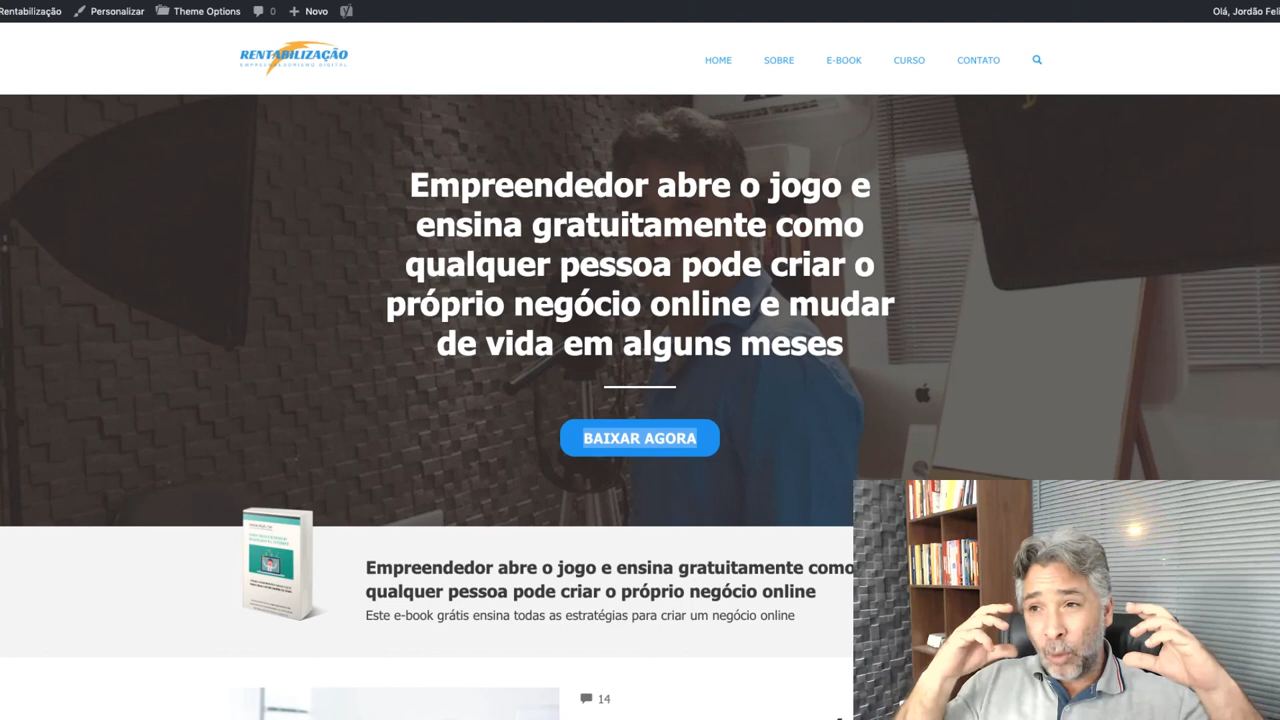 Rentabilização Personalizar Theme Options 0 Novo Olá, Jordão Feli
RENTABILIZAÇÃO
EMPREENDEDORISMO DIGITAL
HOME SOBRE E-BOOK CURSO CONTATO
Empreendedor abre o jogo e
ensina gratuitamente como
qualquer pessoa pode criar o
próprio negócio online e mudar
de vida em alguns meses
BAIXAR AGORA
Empreendedor abre o jogo e ensina gratuitamente como
qualquer pessoa pode criar o próprio negócio online
Este e-book grátis ensina todas as estratégias para criar um negócio online
14